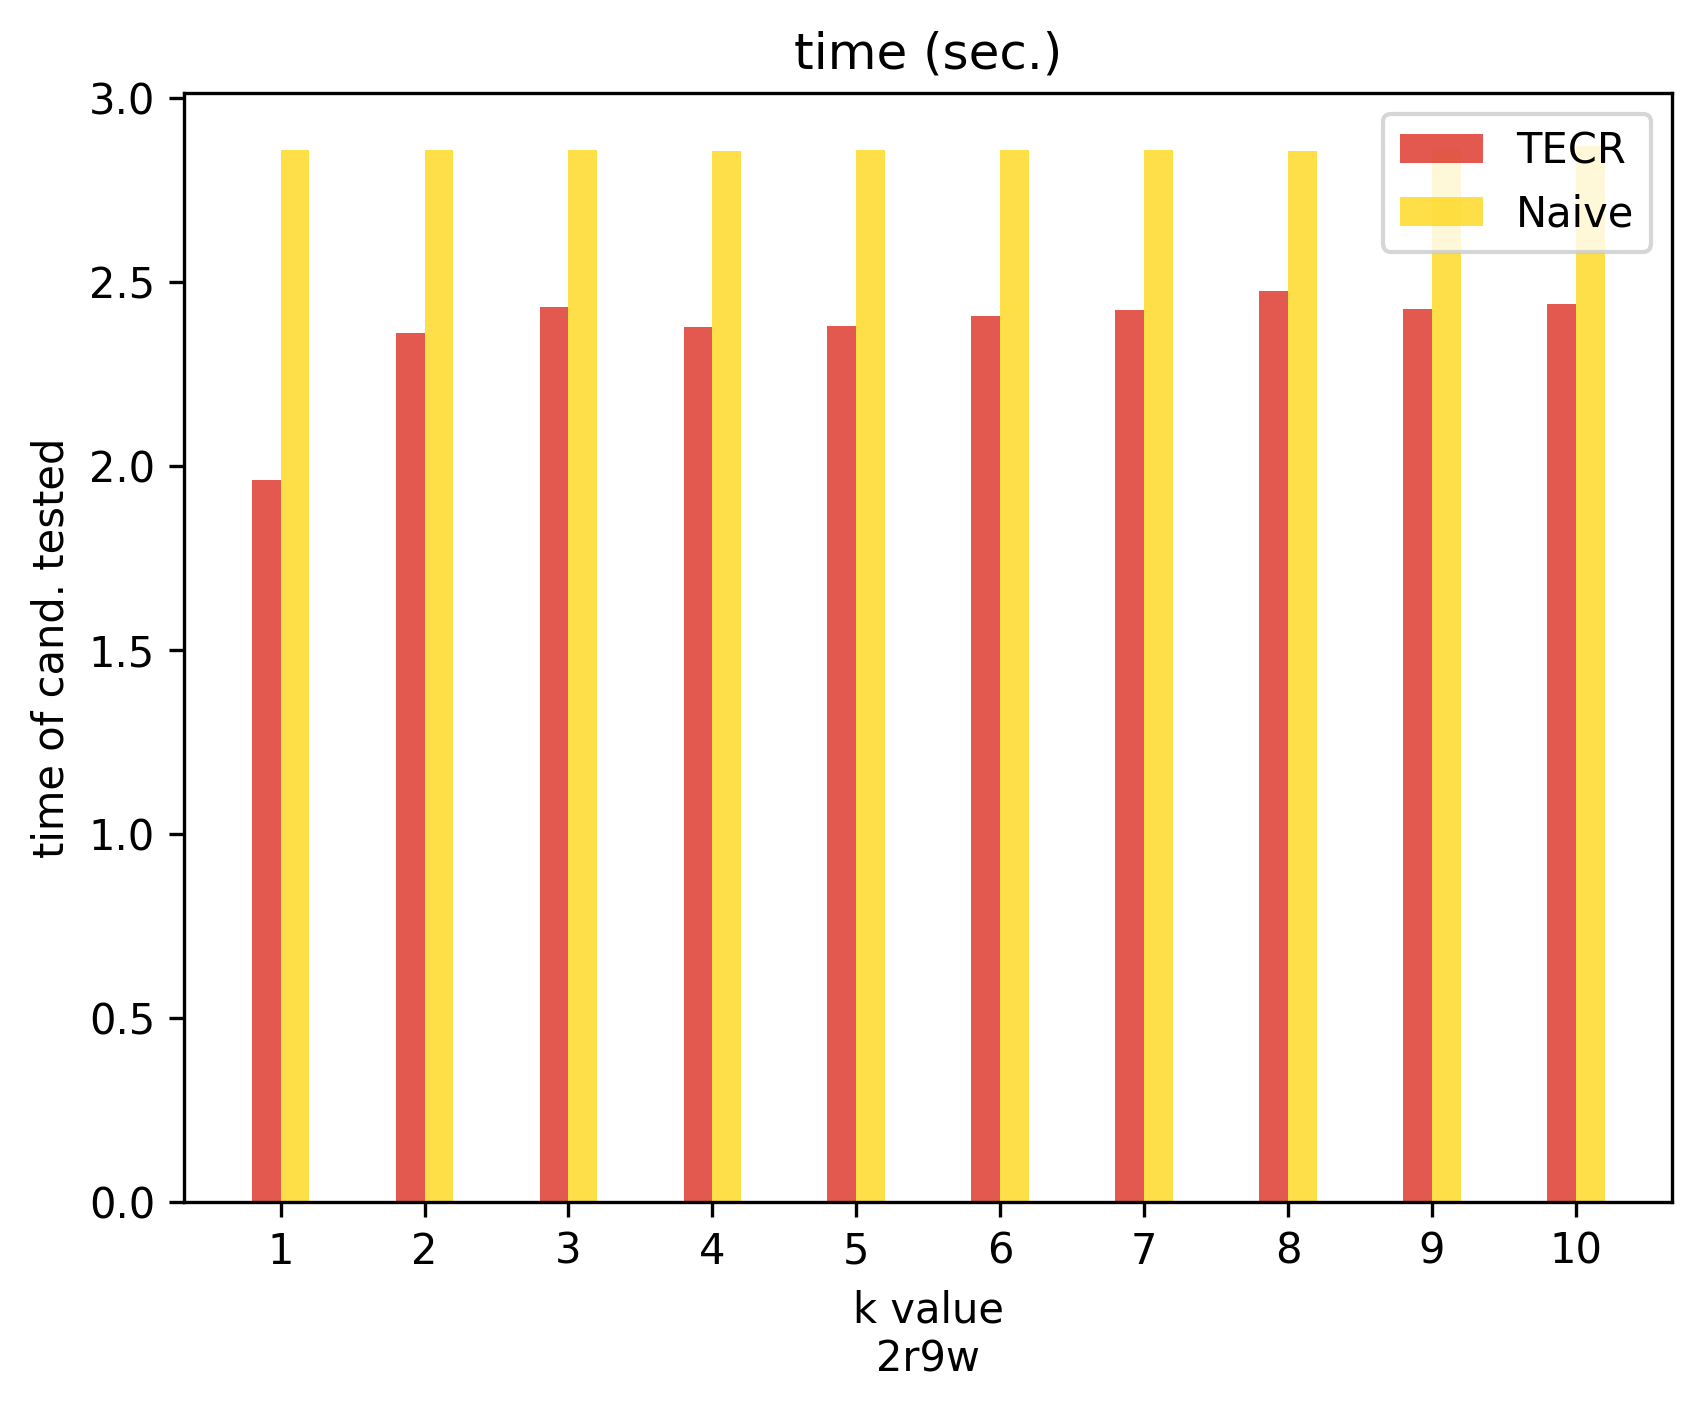 time (sec.)
TECR
Naive
3.0
2.5
2.0
1.5
1.0
0.5
0.0
time of cand. tested
1 2 3 4 5 6 7 8 9 10
k value
2r9w